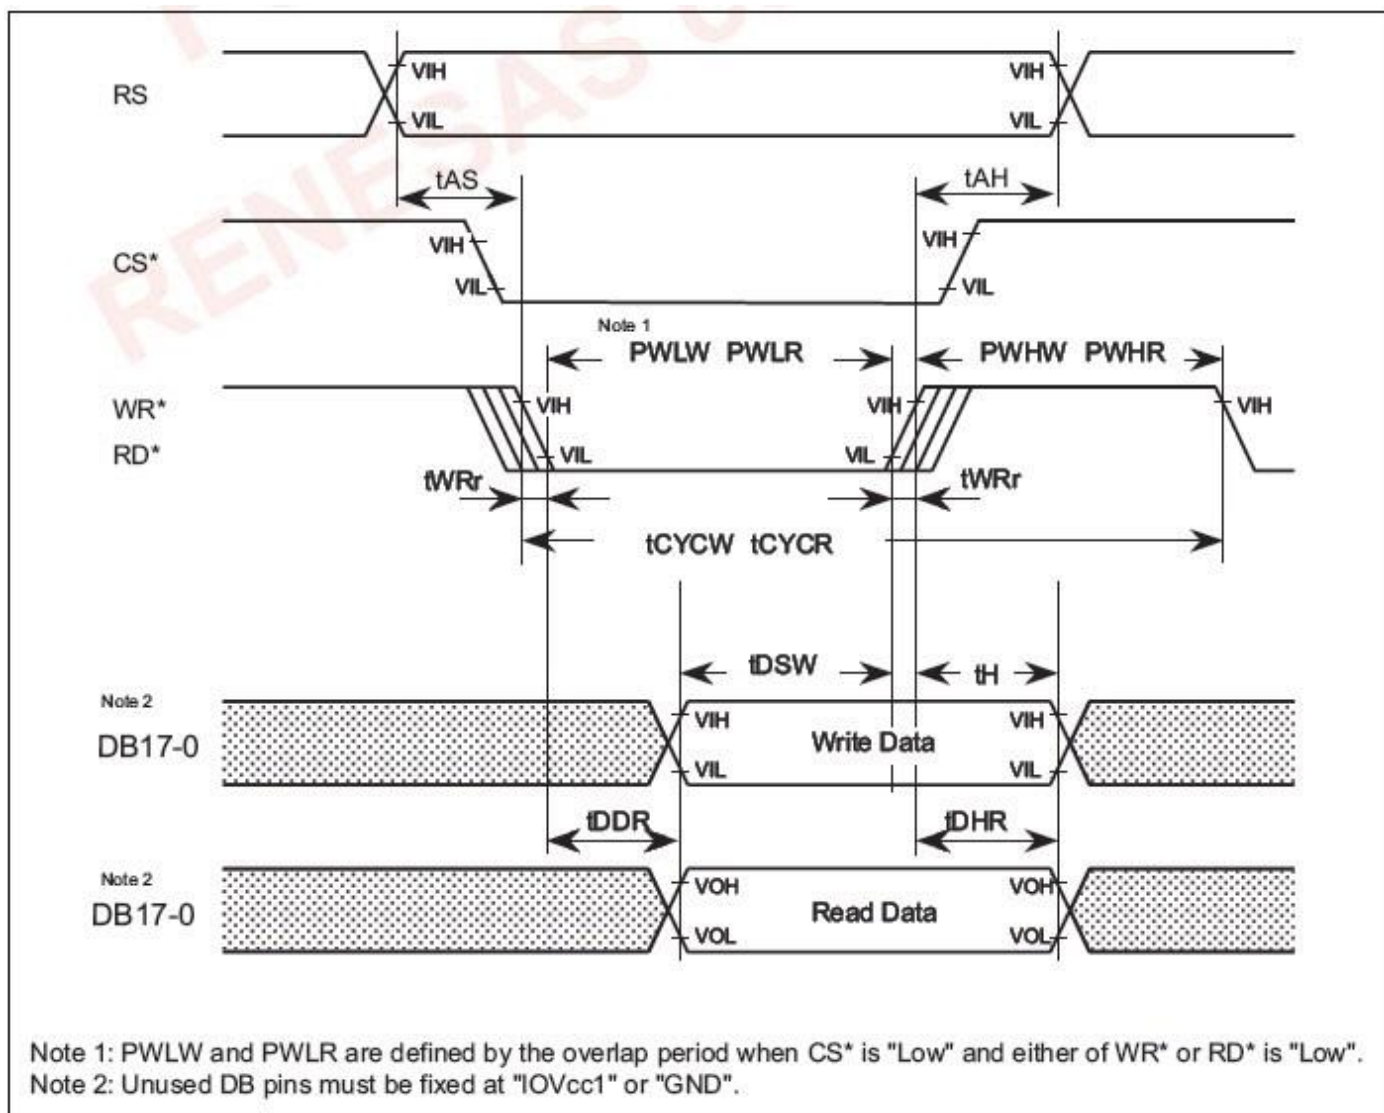 RENESAS
RS
VIH
VIH
VIL
VIL
tAS
tAH
CS*
VIH
VIH
VIL
VIL
Note 1
PWLW PWLR
PWHW PWHR
WR*
VIH
VIH
VIH
RD*
VIL
VIL
tWRr
tWRr
tCYCW tCYCR
tDSW
tH
Note 2
DB17-0
VIH
Write Data
VIH
VIL
VIL
tDDR
tDHR
Note 2
DB17-0
VOH
Read Data
VOH
VOL
VOL
Note 1: PWLW and PWLR are defined by the overlap period when CS* is "Low" and either of WR* or RD* is "Low".
Note 2: Unused DB pins must be fixed at "IOVcc1" or "GND".